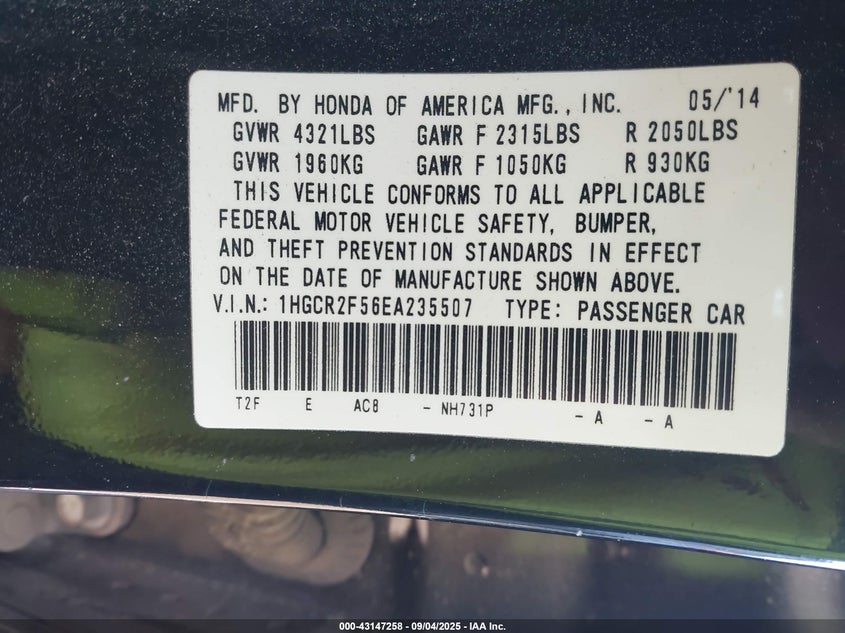 MFD. BY HONDA OF AMERICA MFG., INC. 05/'14
GVWR 4321LBS GAWR F 2315LBS R 2050LBS
GVWR 1960KG GAWR F 1050KG R 930KG
THIS VEHICLE CONFORMS TO ALL APPLICABLE
FEDERAL MOTOR VEHICLE SAFETY, BUMPER,
AND THEFT PREVENTION STANDARDS IN EFFECT
ON THE DATE OF MANUFACTURE SHOWN ABOVE.
V.I.N.: 1HGCR2F56EA235507 TYPE: PASSENGER CAR
T2F E AC8 - NH731P - A - A
000-43147258 - 09/04/2025 - IAA Inc.